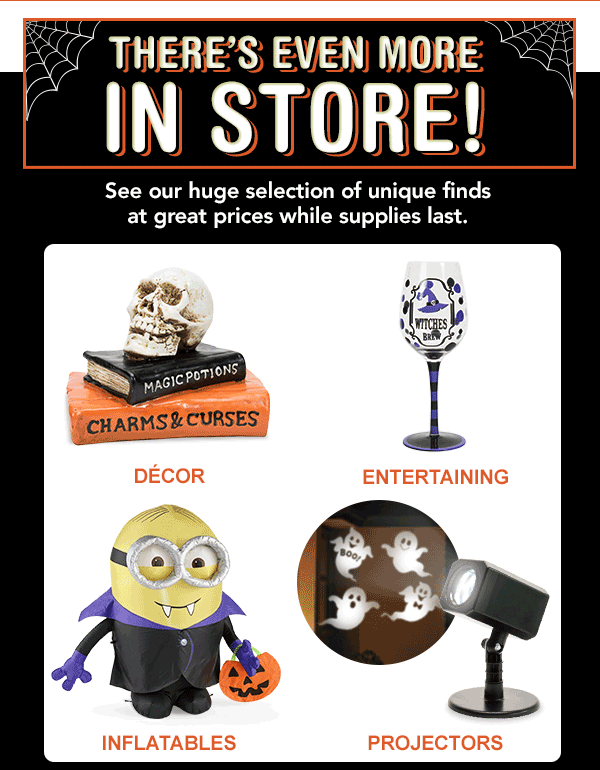 THERE'S EVEN MORE
IN STORE!
See our huge selection of unique finds
at great prices while supplies last.
MAGIC POTIONS
CHARMS & CURSES
WITCHES
BREW
DÉCOR
ENTERTAINING
BOO!
INFLATABLES
PROJECTORS